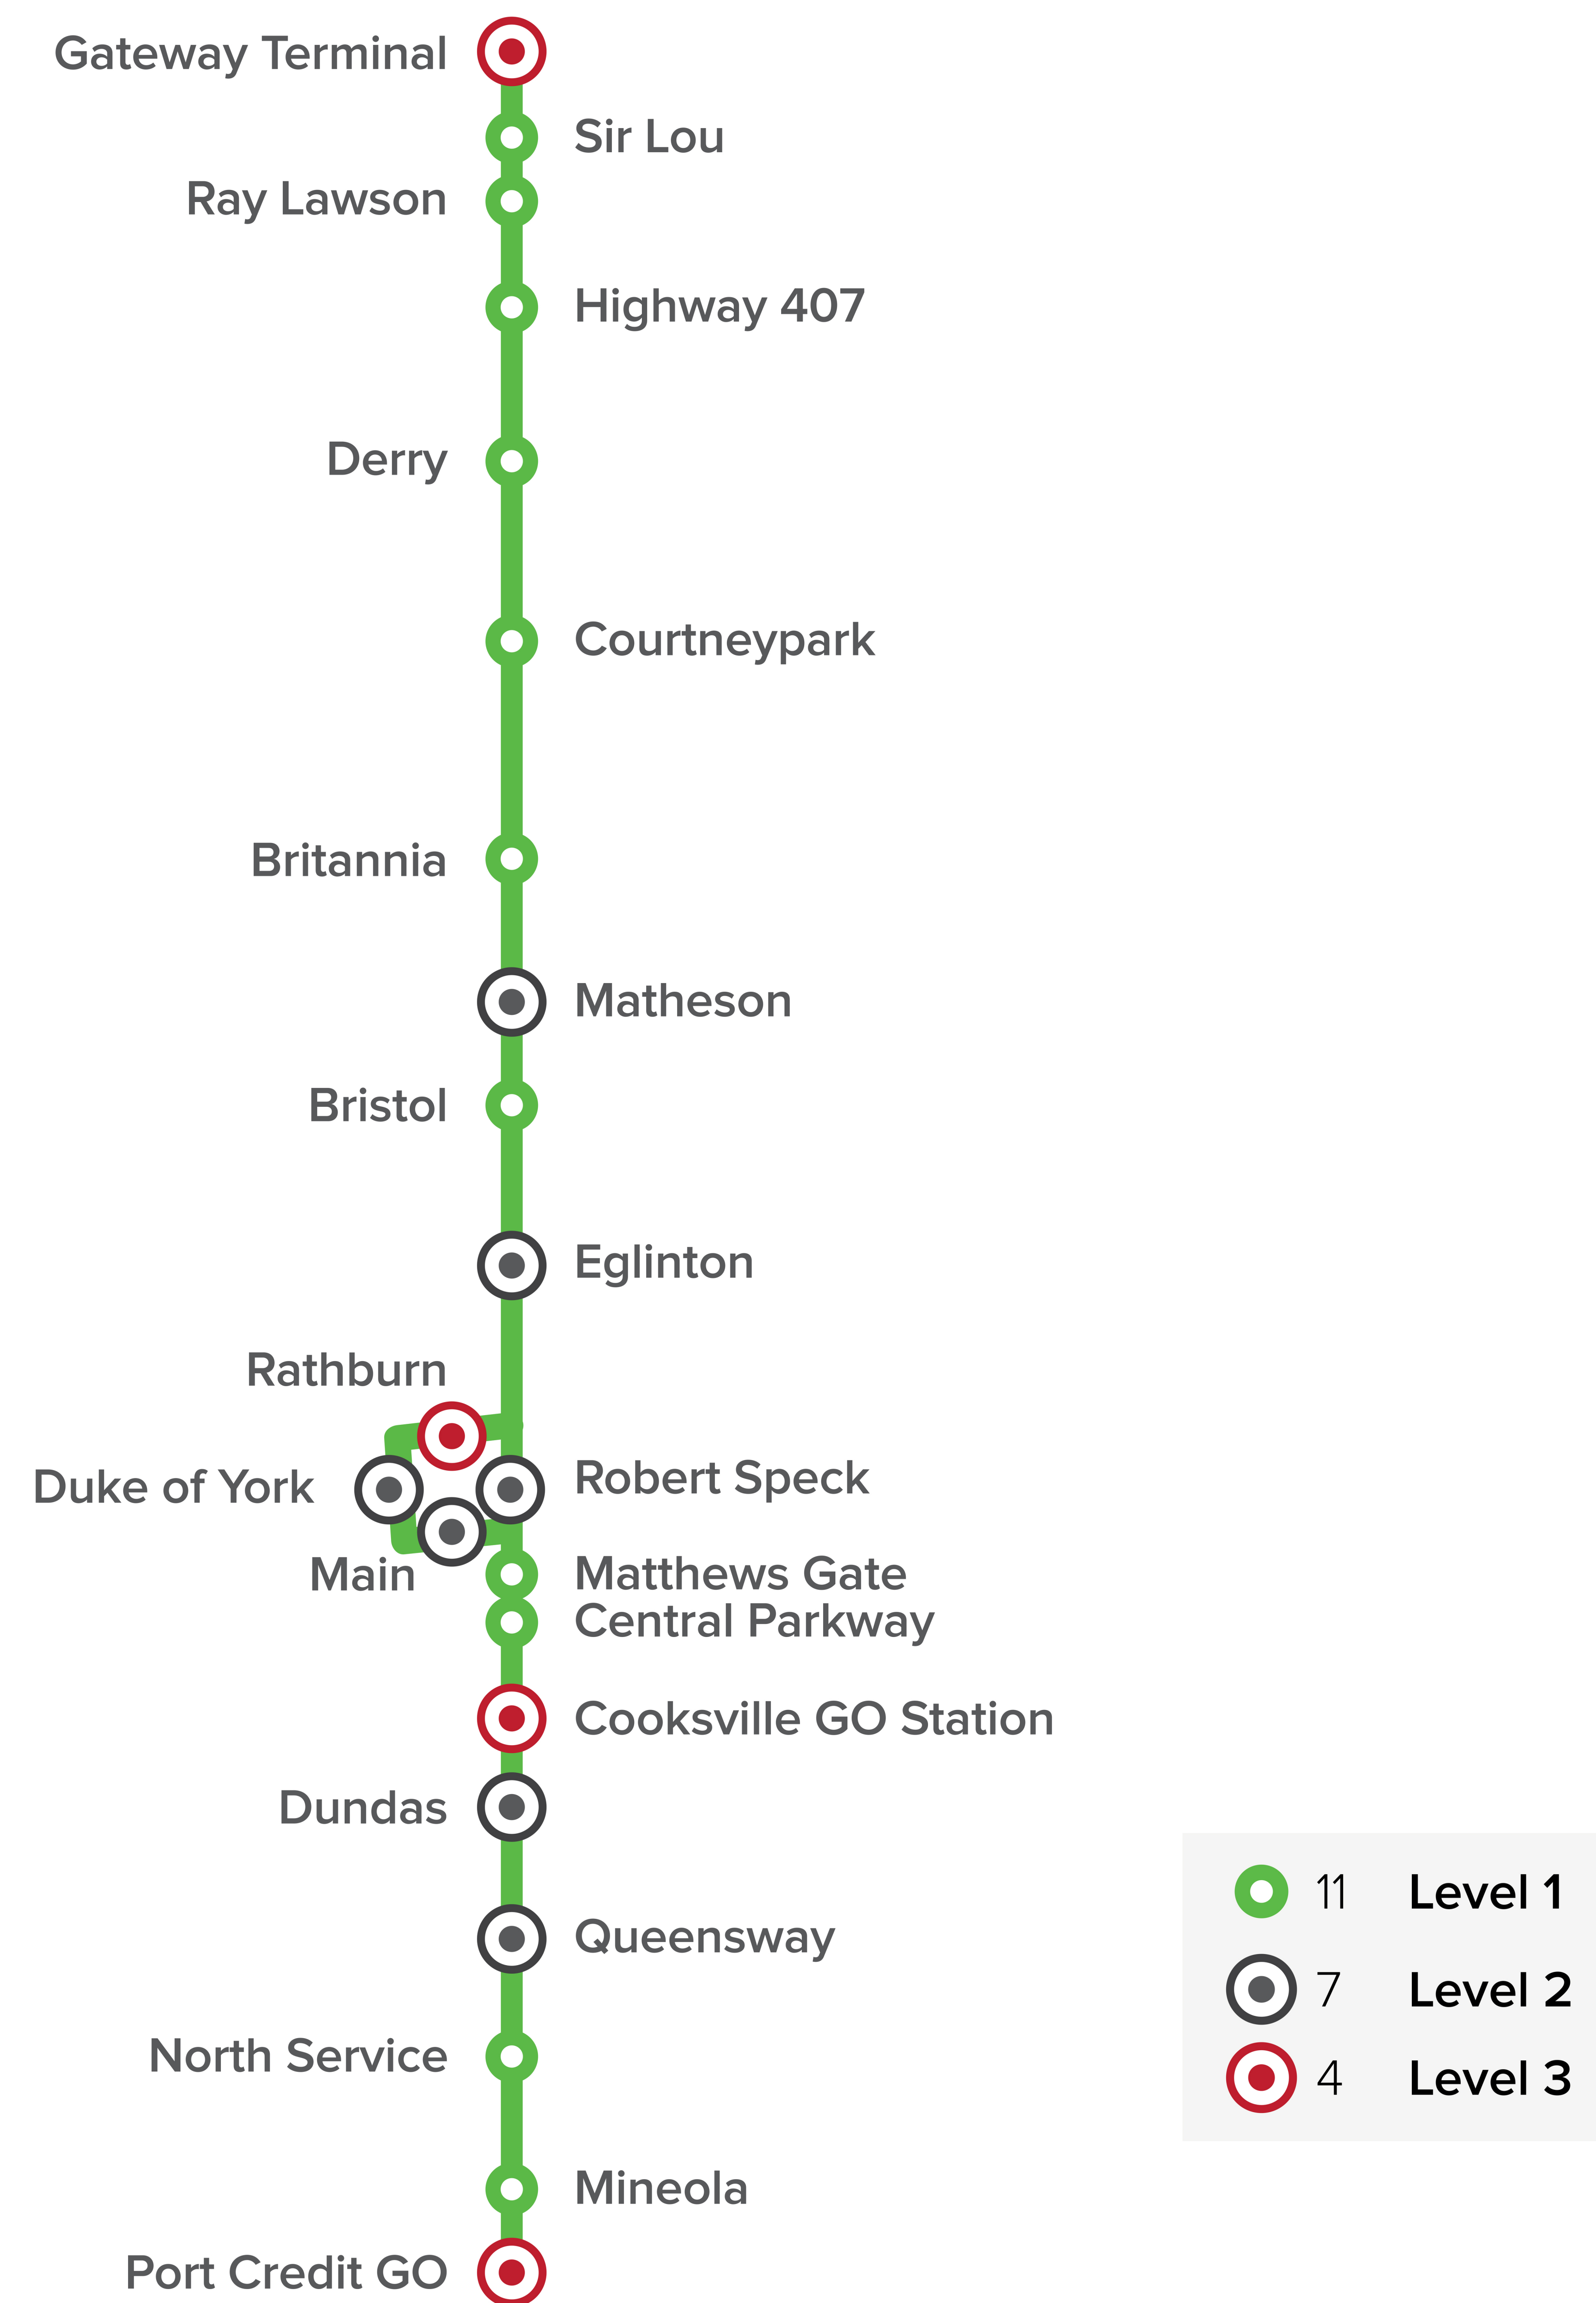 Gateway Terminal
Sir Lou
Ray Lawson
Highway 407
Derry
Courtneypark
Britannia
Matheson
Bristol
Eglinton
Rathburn
Robert Speck
Duke of York
Main
Matthews Gate
Central Parkway
Cooksville GO Station
Dundas
Queensway
North Service
Mineola
Port Credit GO
11 Level 1
7 Level 2
4 Level 3